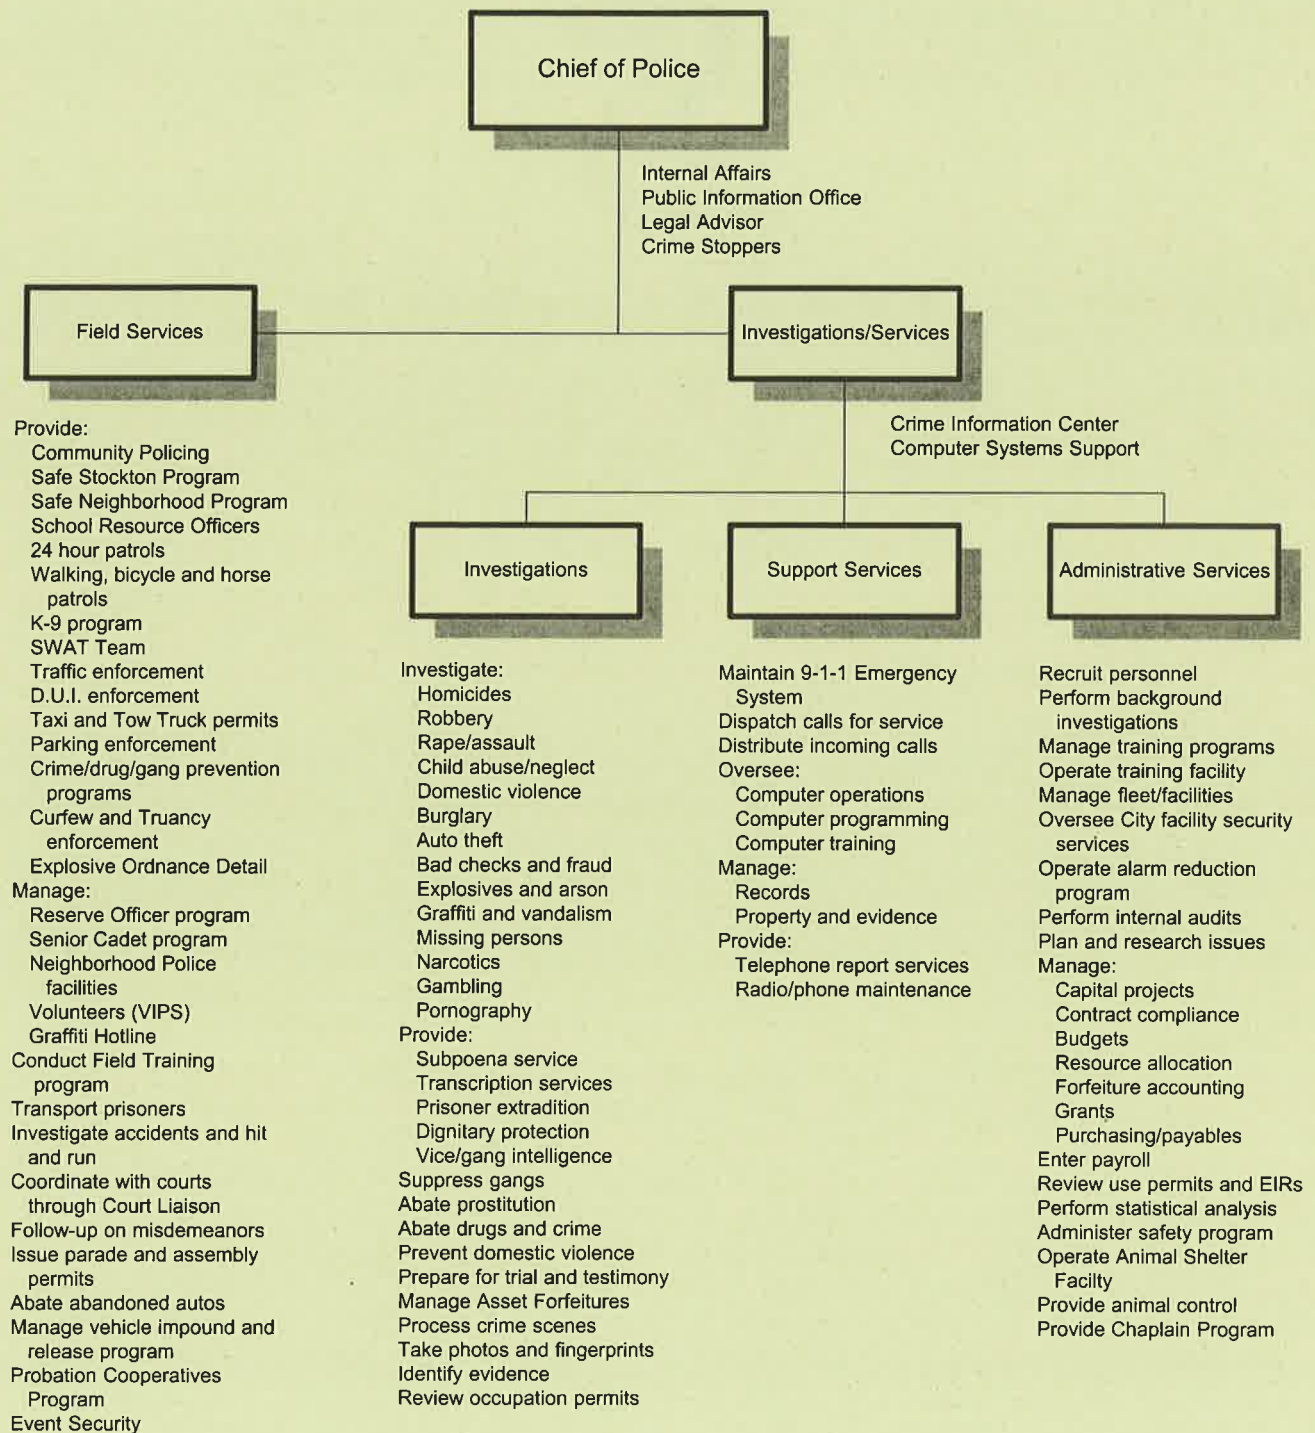 Chief of Police
Internal Affairs
Public Information Office
Legal Advisor
Crime Stoppers
Field Services
Investigations/Services
Crime Information Center
Computer Systems Support
Provide:
Community Policing
Safe Stockton Program
Safe Neighborhood Program
School Resource Officers
24 hour patrols
Walking, bicycle and horse
patrols
K-9 program
SWAT Team
Traffic enforcement
D.U.I. enforcement
Taxi and Tow Truck permits
Parking enforcement
Crime/drug/gang prevention
programs
Curfew and Truancy
enforcement
Explosive Ordnance Detail
Manage:
Reserve Officer program
Senior Cadet program
Neighborhood Police
facilities
Volunteers (VIPS)
Graffiti Hotline
Conduct Field Training
program
Transport prisoners
Investigate accidents and hit
and run
Coordinate with courts
through Court Liaison
Follow-up on misdemeanors
Issue parade and assembly
permits
Abate abandoned autos
Manage vehicle impound and
release program
Probation Cooperatives
Program
Event Security
Investigations
Investigate:
Homicides
Robbery
Rape/assault
Child abuse/neglect
Domestic violence
Burglary
Auto theft
Bad checks and fraud
Explosives and arson
Graffiti and vandalism
Missing persons
Narcotics
Gambling
Pornography
Provide:
Subpoena service
Transcription services
Prisoner extradition
Dignitary protection
Vice/gang intelligence
Suppress gangs
Abate prostitution
Abate drugs and crime
Prevent domestic violence
Prepare for trial and testimony
Manage Asset Forfeitures
Process crime scenes
Take photos and fingerprints
Identify evidence
Review occupation permits
Support Services
Maintain 9-1-1 Emergency
System
Dispatch calls for service
Distribute incoming calls
Oversee:
Computer operations
Computer programming
Computer training
Manage:
Records
Property and evidence
Provide:
Telephone report services
Radio/phone maintenance
Administrative Services
Recruit personnel
Perform background
investigations
Manage training programs
Operate training facility
Manage fleet/facilities
Oversee City facility security
services
Operate alarm reduction
program
Perform internal audits
Plan and research issues
Manage:
Capital projects
Contract compliance
Budgets
Resource allocation
Forfeiture accounting
Grants
Purchasing/payables
Enter payroll
Review use permits and EIRs
Perform statistical analysis
Administer safety program
Operate Animal Shelter
Facilty
Provide animal control
Provide Chaplain Program